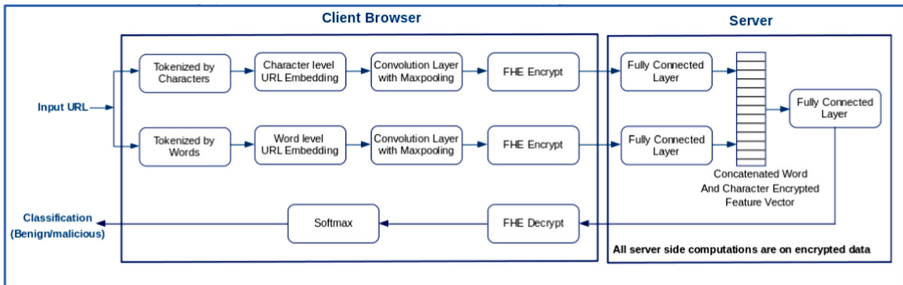 Client Browser
Server
Tokenized by
Characters
Character level
URL Embedding
Convolution Layer
with Maxpooling
FHE Encrypt
Fully Connected
Layer
Input URL
Fully Connected
Layer
Tokenized by
Words
Word level
URL Embedding
Convolution Layer
with Maxpooling
FHE Encrypt
Fully Connected
Layer
Concatenated Word
And Character Encrypted
Feature Vector
Classification
(Benign/malicious)
Softmax
FHE Decrypt
All server side computations are on encrypted data